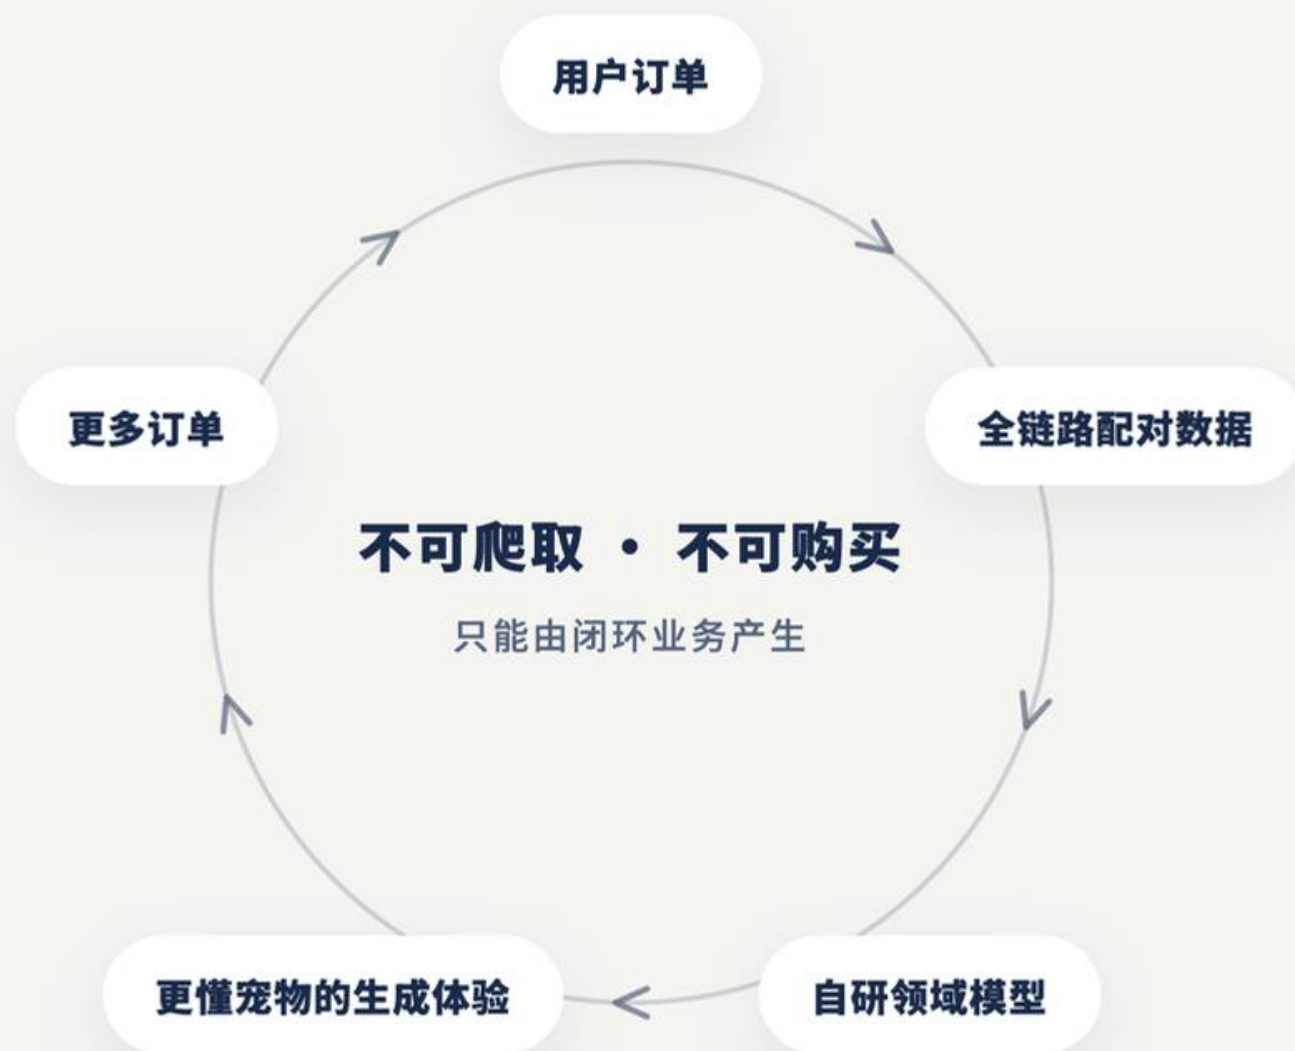 用户订单
更多订单
全链路配对数据
不可爬取 · 不可购买
只能由闭环业务产生
更懂宠物的生成体验
自研领域模型